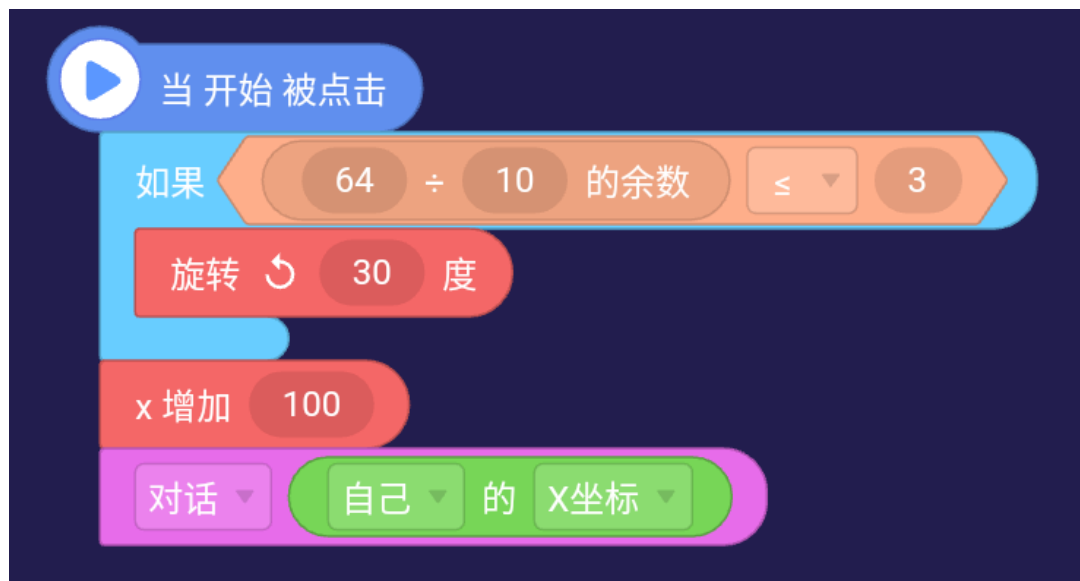 当 开始 被点击
如果 64 ÷ 10 的余数 ≤ 3
旋转 30 度
x 增加 100
对话 自己 的 X坐标